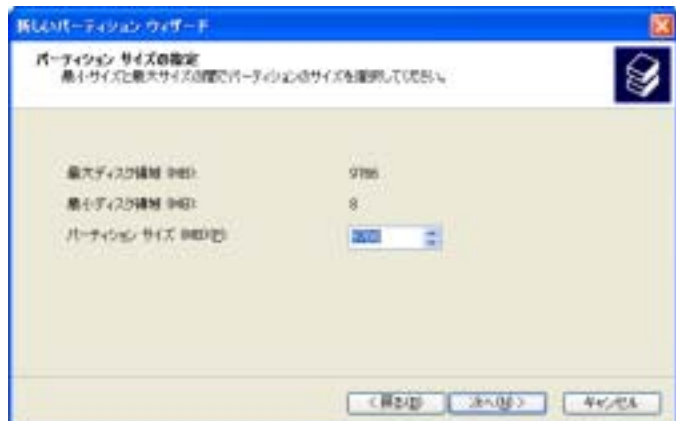 新しいパーティション ウィザード
パーティション サイズの指定
最小サイズと最大サイズの間でパーティションのサイズを選択してください。
最大ディスク領域 (MB):
最小ディスク領域 (MB):
8
パーティション サイズ (MB)(P):
< 戻る(B)
次へ(N) >
キャンセル